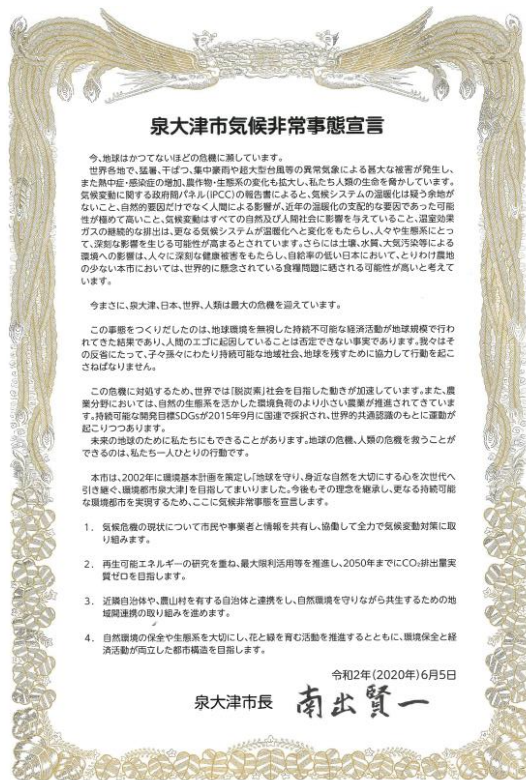 泉大津市気候非常事態宣言
今、地球はかつてないほどの危機に瀕しています。
世界各地で、猛暑、干ばつ、集中豪雨や超大型台風等の異常気象による甚大な被害が発生し、
また熱中症・感染症の増加、農作物・生態系の変化も拡大し、私たち人類の生命を脅かしています。
気候変動に関する政府間パネル(IPCC)の報告書によると、気候システムの温暖化は疑う余地が
ないこと、自然的要因だけでなく人間による影響が、近年の温暖化の支配的な要因であった可能
性が極めて高いこと、気候変動はすべての自然及び人間社会に影響を与えていること、温室効果
ガスの継続的な排出は、更なる気候システムが温暖化へと変化をもたらし、人々や生態系にとっ
て、深刻な影響を生じる可能性が高まるとされています。さらには土壌、水質、大気汚染等による
環境への影響は、人々に深刻な健康被害をもたらし、自給率の低い日本において、とりわけ農地
の少ない本市においては、世界的に懸念されている食糧問題に晒される可能性が高いと考えて
います。
今まさに、泉大津、日本、世界、人類は最大の危機を迎えています。
この事態をつくりだしたのは、地球環境を無視した持続不可能な経済活動が地球規模で行わ
れてきた結果であり、人間のエゴに起因していることは否定できない事実であります。我々はそ
の反省にたって、子々孫々にわたり持続可能な地域社会、地球を残すために協力して行動を起こ
さねばなりません。
この危機に対処するため、世界では「脱炭素」社会を目指した動きが加速しています。また、農
業分野においては、自然の生態系を活かした環境負荷のより小さい農業が推進されてきていま
す。持続可能な開発目標SDGsが2015年9月に国連で採択され、世界的共通認識のもとに運動が
起こりつつあります。
未来の地球のために私たちにもできることがあります。地球の危機、人類の危機を救うことが
できるのは、私たち一人ひとりの行動です。
本市は、2002年に環境基本計画を策定し「地球を守り、身近な自然を大切にする心を次世代へ
引き継ぐ、環境都市泉大津」を目指してまいりました。今後もその理念を継承し、更なる持続可能
な環境都市を実現するため、ここに気候非常事態を宣言します。
1. 気候危機の現状について市民や事業者と情報を共有し、協働して全力で気候変動対策に取
り組みます。
2. 再生可能エネルギーの研究を重ね、最大限利活用等を推進し、2050年までにCO₂排出量実
質ゼロを目指します。
3. 近隣自治体や、農山村を有する自治体と連携をし、自然環境を守りながら共生するための地
域間連携の取り組みを進めます。
4. 自然環境の保全や生態系を大切にし、花と緑を育む活動を推進するとともに、環境保全と経
済活動が両立した都市構造を目指します。
令和2年(2020年)6月5日
泉大津市長 南出賢一